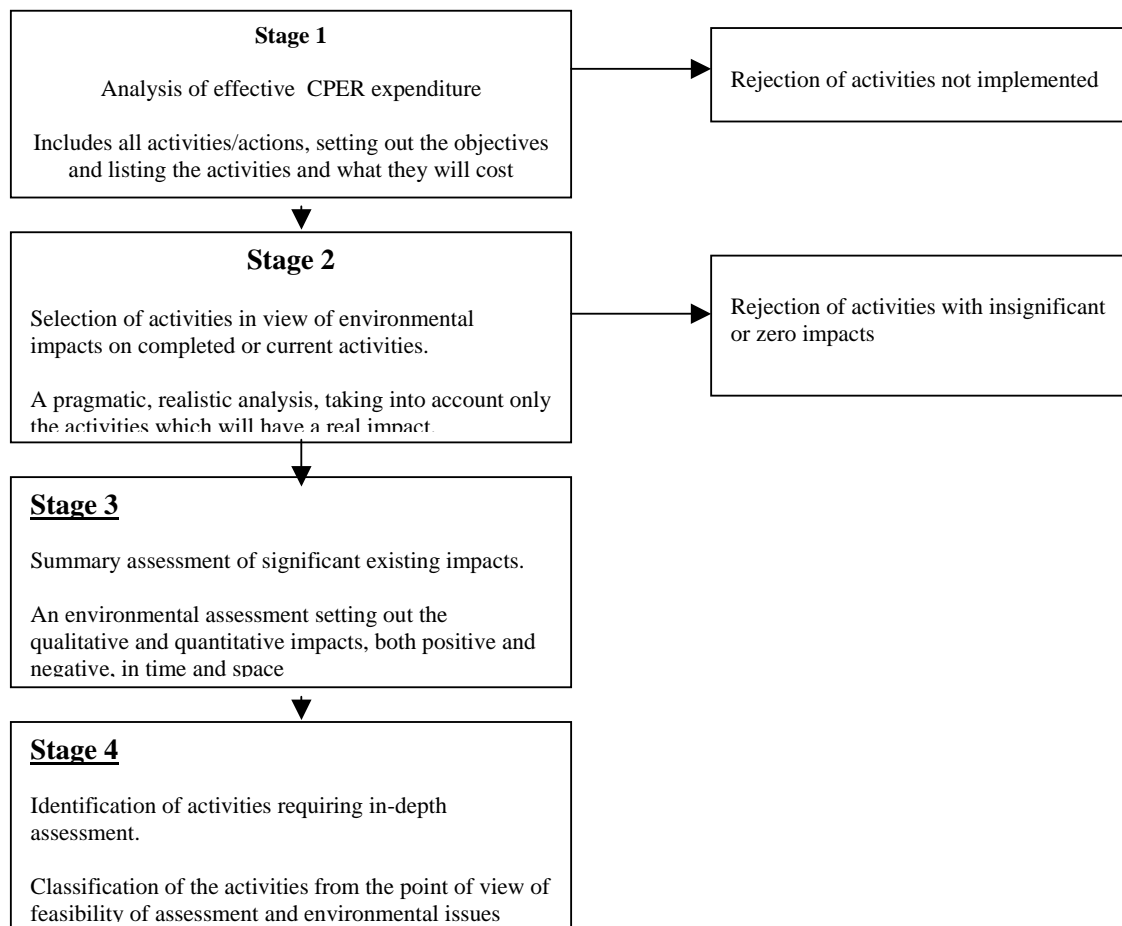 Stage 1
Analysis of effective CPER expenditure
Includes all activities/actions, setting out the objectives
and listing the activities and what they will cost
Rejection of activities not implemented
Stage 2
Selection of activities in view of environmental
impacts on completed or current activities.
A pragmatic, realistic analysis, taking into account only
the activities which will have a real impact.
Rejection of activities with insignificant
or zero impacts
Stage 3
Summary assessment of significant existing impacts.
An environmental assessment setting out the
qualitative and quantitative impacts, both positive and
negative, in time and space
Stage 4
Identification of activities requiring in-depth
assessment.
Classification of the activities from the point of view of
feasibility of assessment and environmental issues